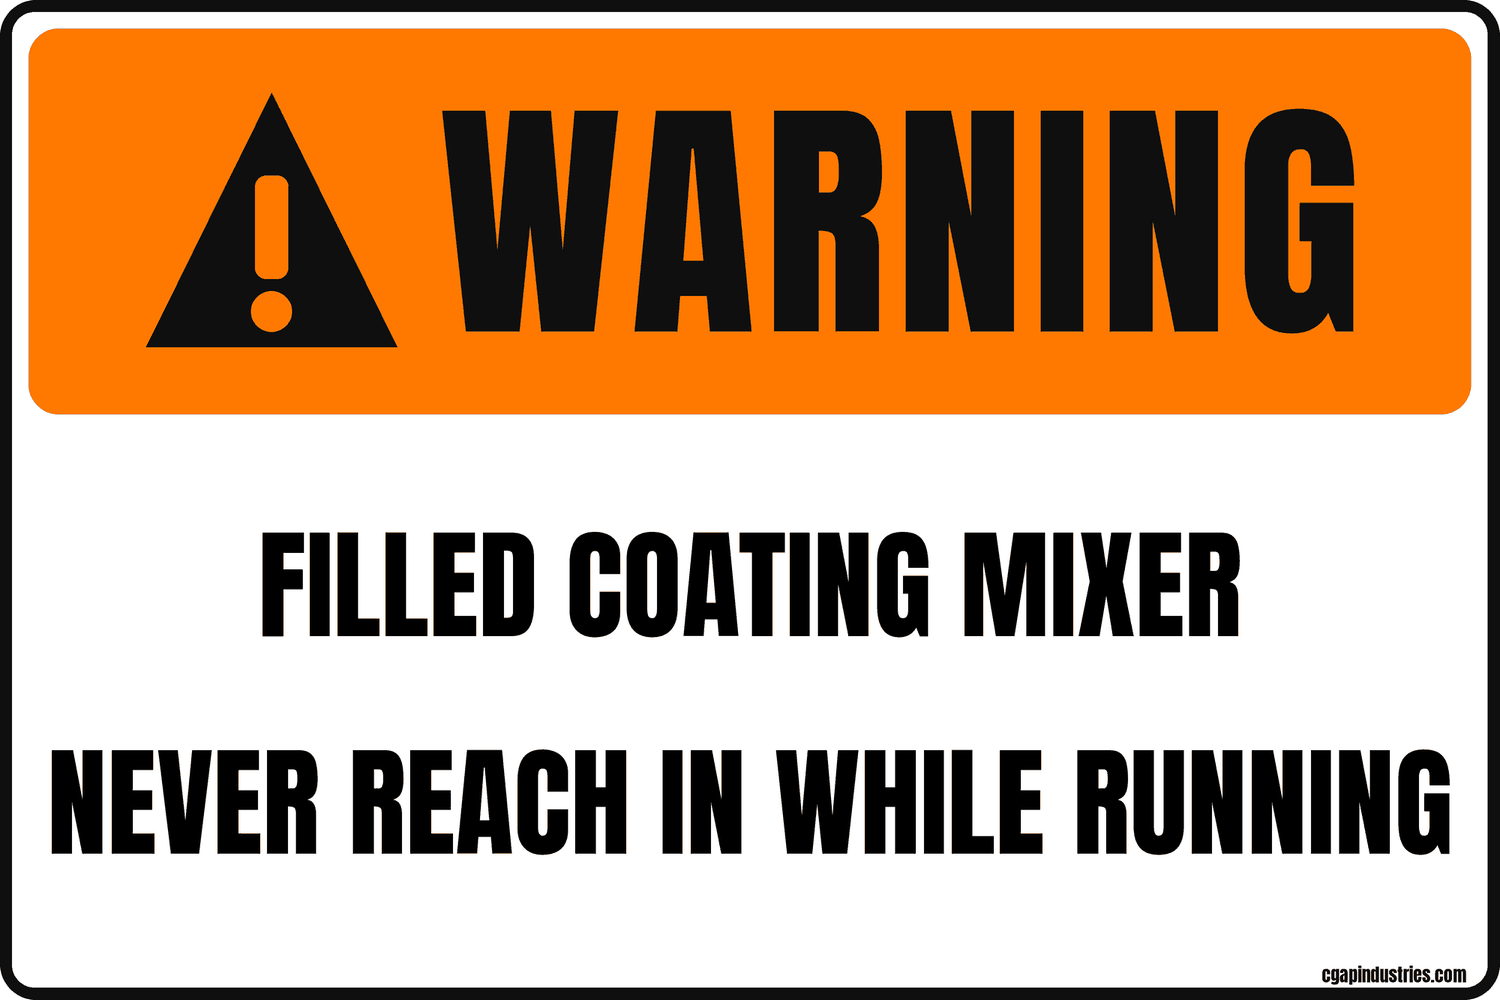 WARNING
FILLED COATING MIXER
NEVER REACH IN WHILE RUNNING
cgapindustries.com